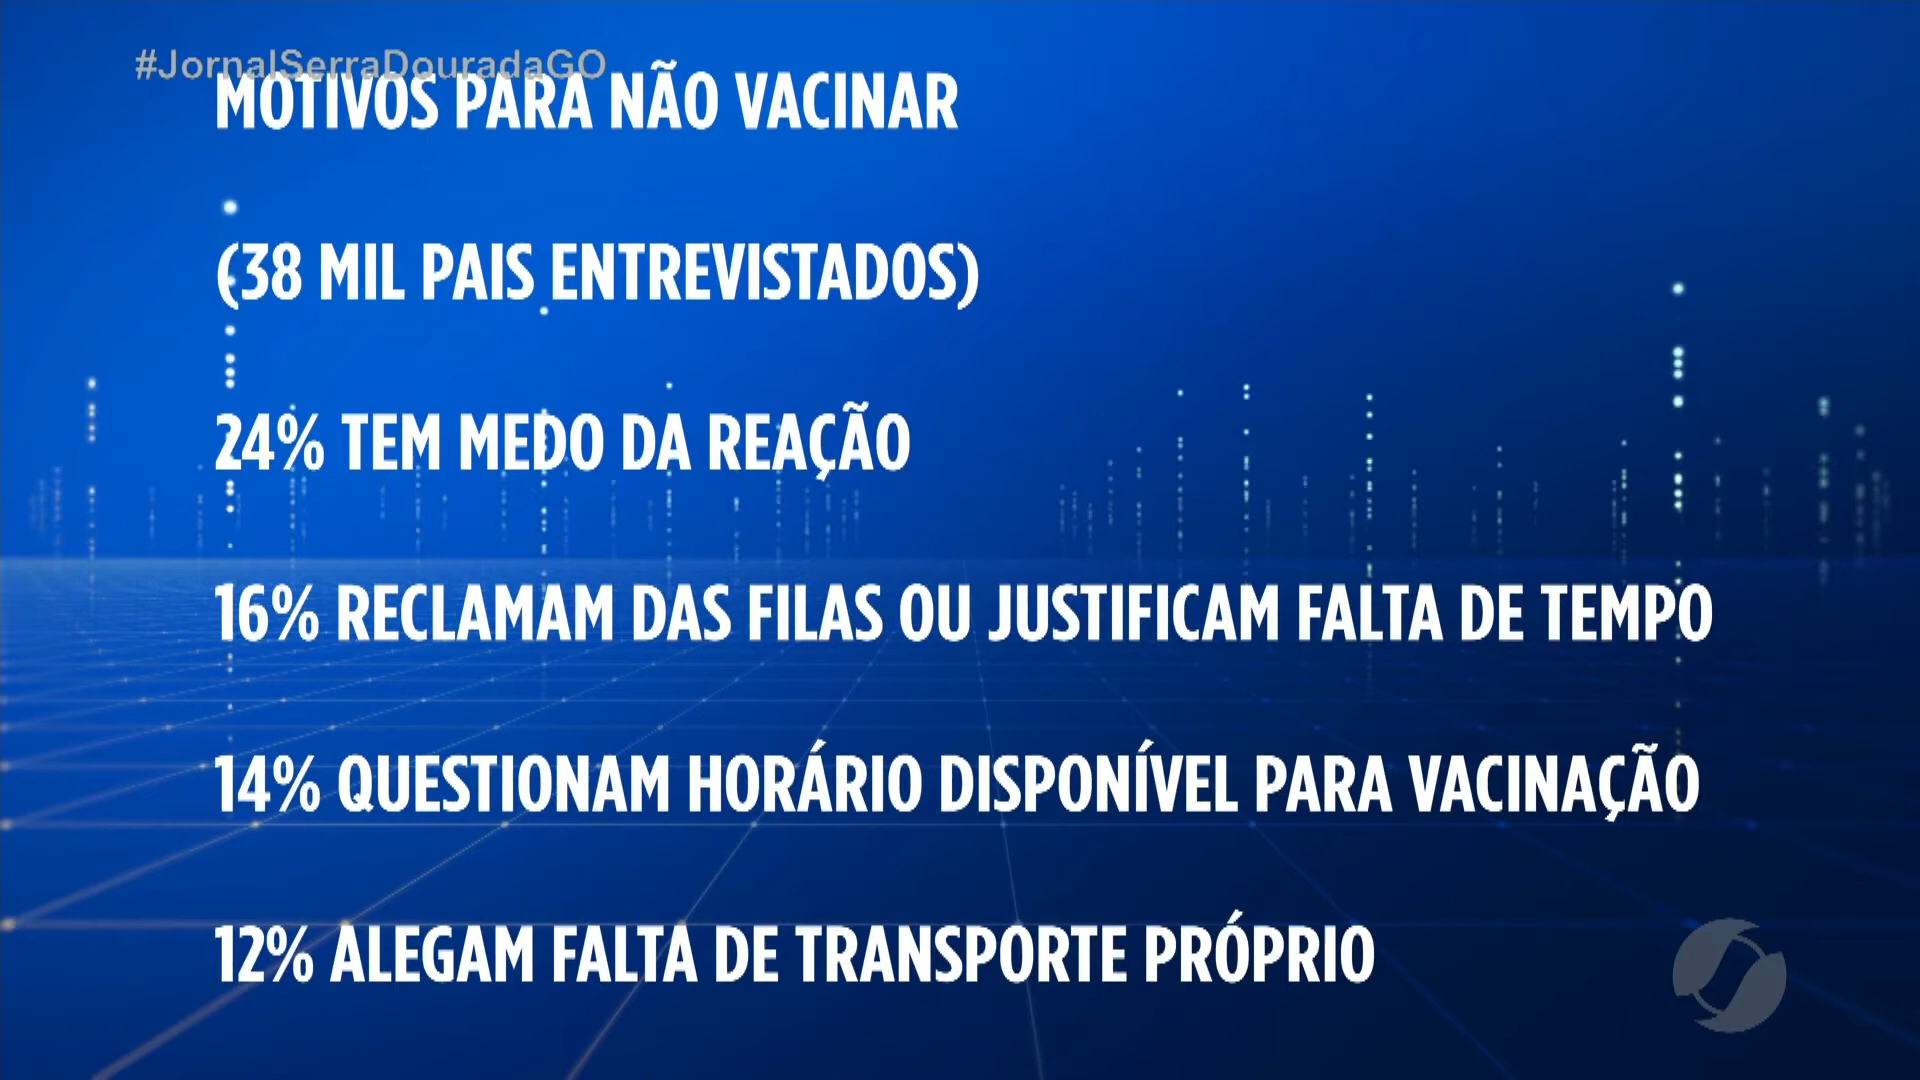 #JornalSerraDouradaGO
MOTIVOS PARA NÃO VACINAR
(38 MIL PAIS ENTREVISTADOS)
24% TEM MEDO DA REAÇÃO
16% RECLAMAM DAS FILAS OU JUSTIFICAM FALTA DE TEMPO
14% QUESTIONAM HORÁRIO DISPONÍVEL PARA VACINAÇÃO
12% ALEGAM FALTA DE TRANSPORTE PRÓPRIO